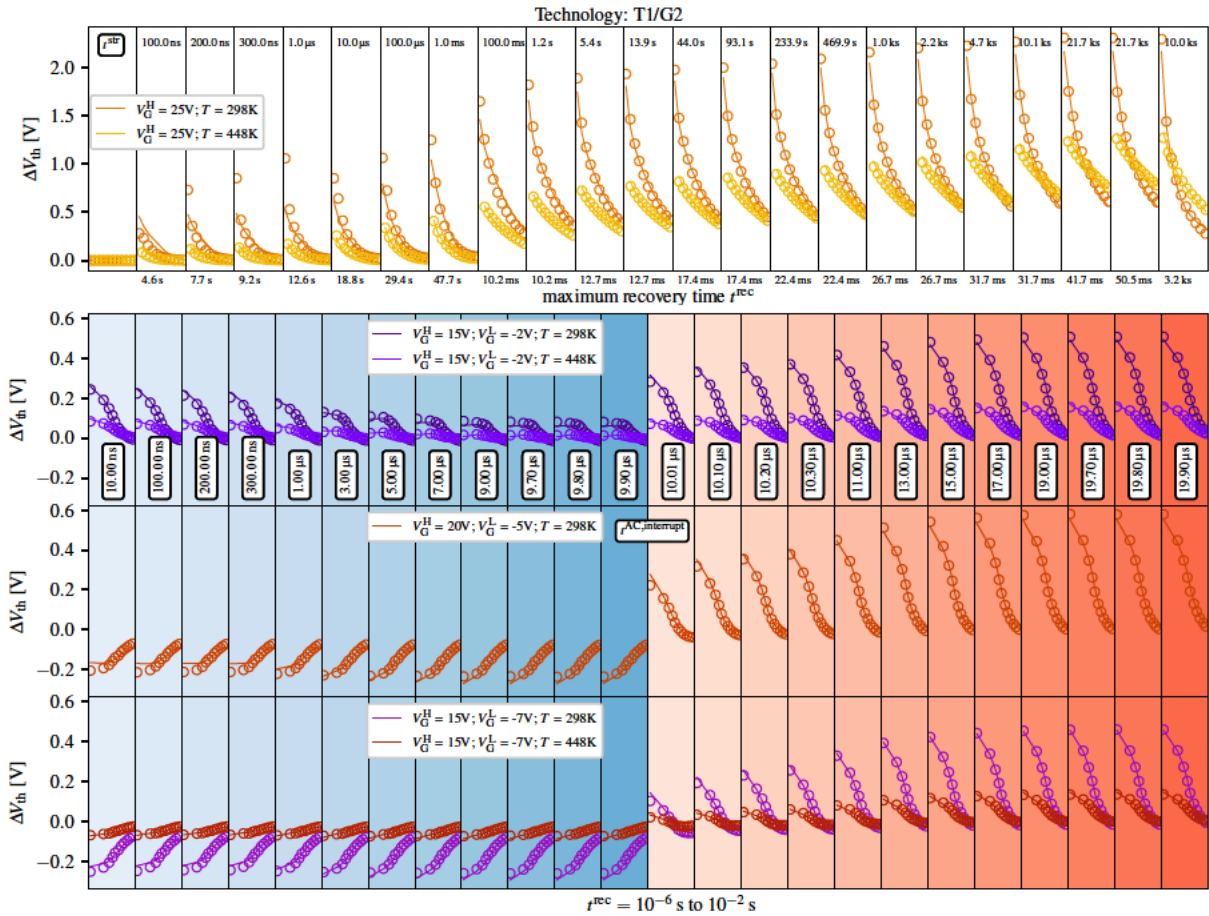 Technology: T1/G2
t^str 100.0 ns 200.0 ns 300.0 ns 1.0 µs 10.0 µs 100.0 µs 1.0 ms 100.0 ms 1.2 s 5.4 s 13.9 s 44.0 s 93.1 s 233.9 s 469.9 s 1.0 ks 2.2 ks 4.7 ks 10.1 ks 21.7 ks 21.7 ks 10.0 ks
2.0
1.5
1.0
0.5
0.0
ΔV_th [V]
V_G^H = 25V; T = 298K
V_G^H = 25V; T = 448K
4.6 s 7.7 s 9.2 s 12.6 s 18.8 s 29.4 s 47.7 s 10.2 ms 10.2 ms 12.7 ms 12.7 ms 17.4 ms 17.4 ms 22.4 ms 22.4 ms 26.7 ms 26.7 ms 31.7 ms 31.7 ms 41.7 ms 50.5 ms 3.2 ks
maximum recovery time t^rec
0.6
0.4
0.2
0.0
−0.2
ΔV_th [V]
V_G^H = 15V; V_G^L = -2V; T = 298K
V_G^H = 15V; V_G^L = -2V; T = 448K
10.00 ns 100.00 ns 200.00 ns 300.00 ns 1.00 µs 3.00 µs 5.00 µs 7.00 µs 9.00 µs 9.70 µs 9.80 µs 9.90 µs 10.01 µs 10.10 µs 10.20 µs 10.30 µs 11.00 µs 13.00 µs 15.00 µs 17.00 µs 19.00 µs 19.70 µs 19.80 µs 19.90 µs
0.6
0.4
0.2
0.0
−0.2
ΔV_th [V]
V_G^H = 20V; V_G^L = -5V; T = 298K
t^AC,interrupt
0.6
0.4
0.2
0.0
−0.2
ΔV_th [V]
V_G^H = 15V; V_G^L = -7V; T = 298K
V_G^H = 15V; V_G^L = -7V; T = 448K
t^rec = 10^−6 s to 10^−2 s